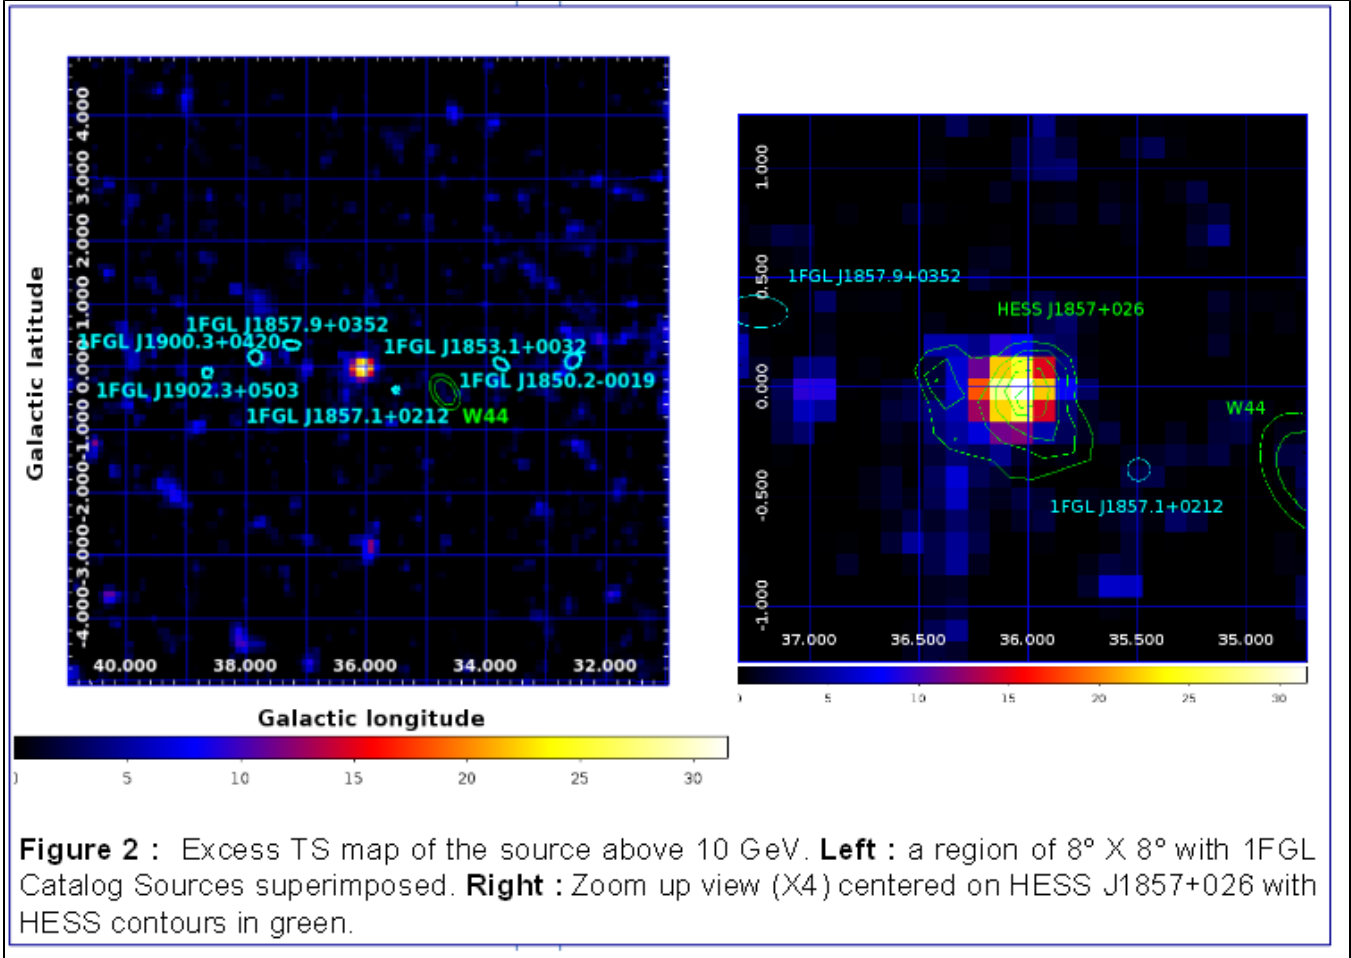 4.000
3.000
2.000
1.000
0.000
-1.000
-2.000
-3.000
-4.000
Galactic latitude
1FGL J1857.9+0352
1FGL J1900.3+0420
1FGL J1853.1+0032
1FGL J1902.3+0503
1FGL J1850.2-0019
1FGL J1857.1+0212
W44
40.000 38.000 36.000 34.000 32.000
Galactic longitude
5 10 15 20 25 30
1.000
0.500
0.000
-0.500
-1.000
1FGL J1857.9+0352
HESS J1857+026
W44
1FGL J1857.1+0212
37.000 36.500 36.000 35.500 35.000
5 10 15 20 25 30
Figure 2 : Excess TS map of the source above 10 GeV. Left : a region of 8° X 8° with 1FGL
Catalog Sources superimposed. Right : Zoom up view (X4) centered on HESS J1857+026 with
HESS contours in green.